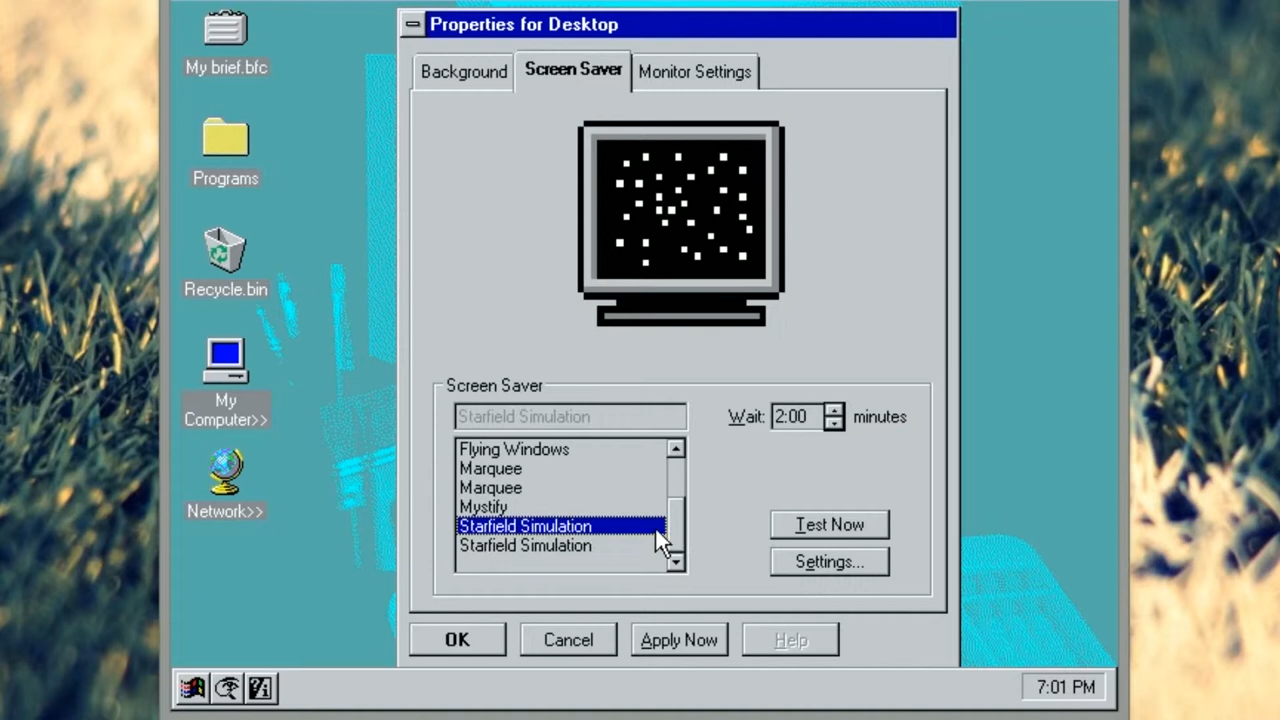 Properties for Desktop
Background
Screen Saver
Monitor Settings
My brief.bfc
Programs
Recycle.bin
My
Computer>>
Network>>
Screen Saver
Starfield Simulation
Wait: 2:00 minutes
Flying Windows
Marquee
Marquee
Mystify
Starfield Simulation
Starfield Simulation
Test Now
Settings...
OK
Cancel
Apply Now
Help
7:01 PM